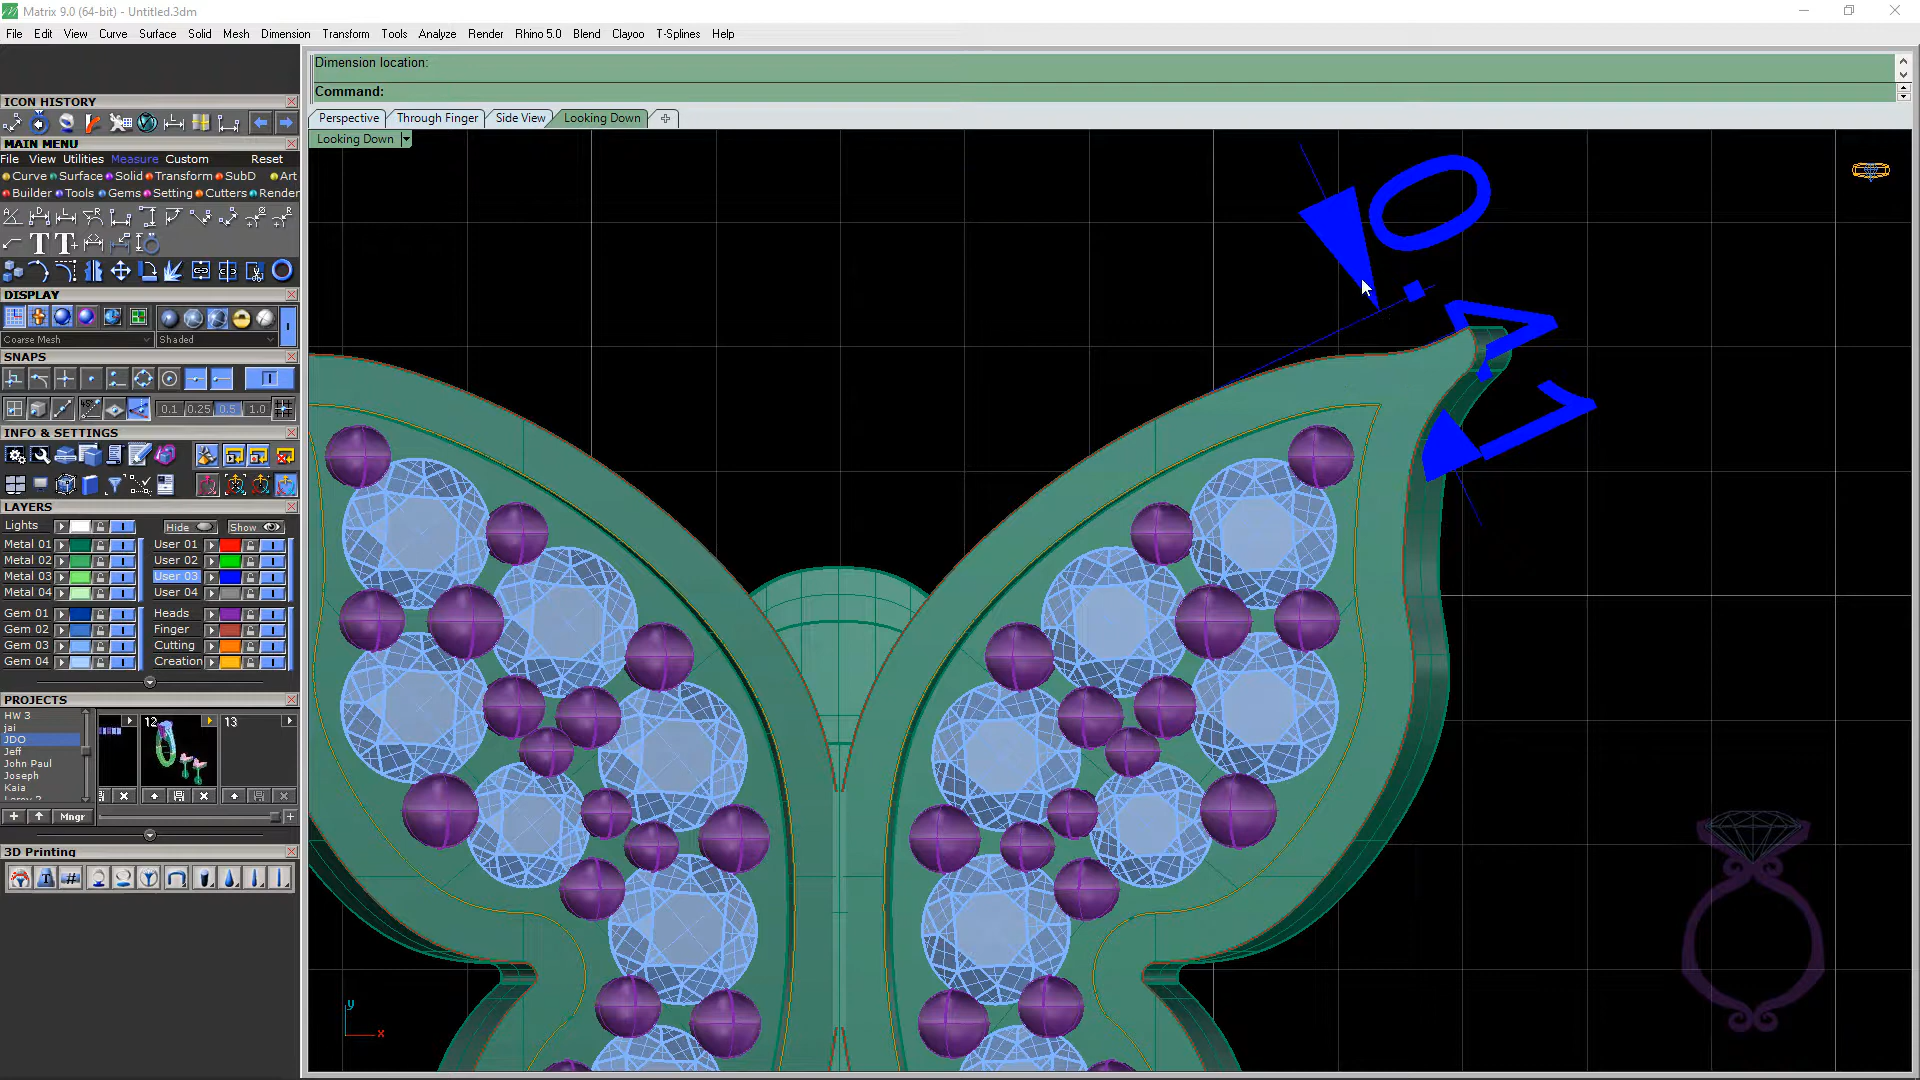 Matrix 9.0 (64-bit) - Untitled.3dm
File Edit View Curve Surface Solid Mesh Dimension Transform Tools Analyze Render Rhino 5.0 Blend Clayoo T-Splines Help
Dimension location:
Command:
Perspective Through Finger Side View Looking Down
Looking Down
ICON HISTORY
MAIN MENU
File View Utilities Measure Custom Reset
Curve Surface Solid Transform SubD Art
Builder Tools Gems Setting Cutters Render
DISPLAY
Coarse Mesh Shaded
SNAPS
0.1 0.25 0.5 1.0
INFO & SETTINGS
LAYERS
Lights Hide Show
Metal 01 User 01
Metal 02 User 02
Metal 03 User 03
Metal 04 User 04
Gem 01 Heads
Gem 02 Finger
Gem 03 Cutting
Gem 04 Creation
PROJECTS
HW 3
jai
JDO
Jeff
John Paul
Joseph
Kaia
12 13
Mngr
3D Printing
0.47
y
x